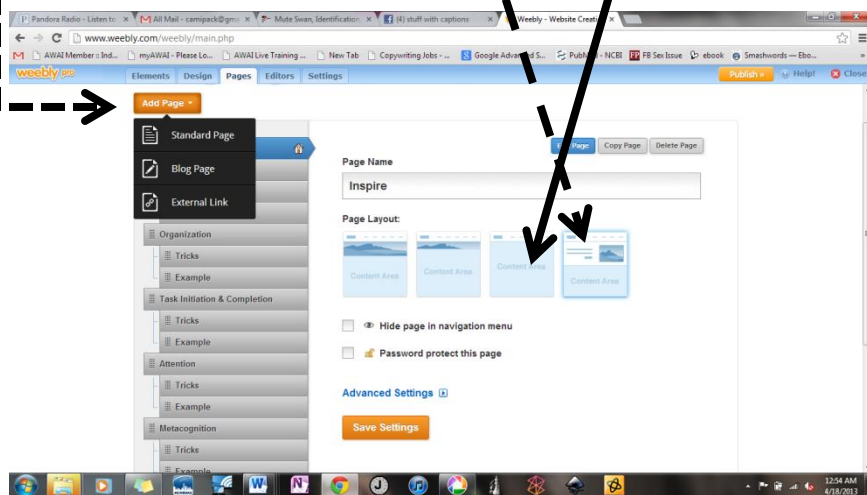 Pandora Radio - Listen to
All Mail - camipack@gm
Mute Swan, Identification,
(4) stuff with captions
Weebly - Website Creati
www.weebly.com/weebly/main.php
AWAI Member :: Ind...
myAWAI - Please Lo...
AWAI Live Training ...
New Tab
Copywriting Jobs - ...
Google Advanced S...
NCBI
FB Sex Issue
ebook
Smashwords — Ebo...
weebly pro
Elements
Design
Pages
Editors
Settings
Publish »
Help!
Close
Add Page
Standard Page
Blog Page
External Link
Organization
Tricks
Example
Task Initiation & Completion
Tricks
Example
Attention
Tricks
Example
Metacognition
Tricks
Example
Page
Copy Page
Delete Page
Page Name
Inspire
Page Layout:
Content Area
Content Area
Content Area
Content Area
Hide page in navigation menu
Password protect this page
Advanced Settings
Save Settings
12:54 AM
4/18/2013